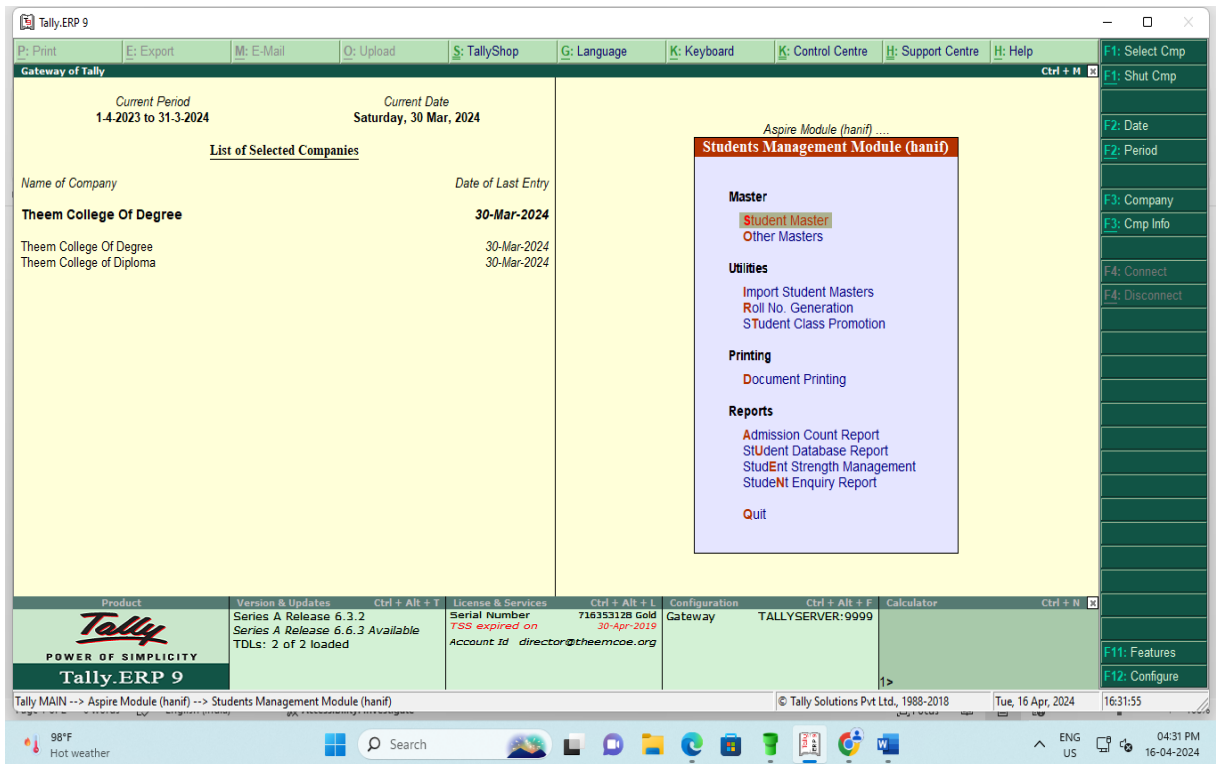 Tally.ERP 9
P: Print E: Export M: E-Mail O: Upload S: TallyShop G: Language K: Keyboard K: Control Centre H: Support Centre H: Help
Gateway of Tally Ctrl + M
Current Period Current Date
1-4-2023 to 31-3-2024 Saturday, 30 Mar, 2024
List of Selected Companies
Name of Company Date of Last Entry
Theem College Of Degree 30-Mar-2024
Theem College Of Degree 30-Mar-2024
Theem College of Diploma 30-Mar-2024
Aspire Module (hanif) ....
Students Management Module (hanif)
Master
Student Master
Other Masters
Utilities
Import Student Masters
Roll No. Generation
STudent Class Promotion
Printing
Document Printing
Reports
Admission Count Report
StUdent Database Report
StudEnt Strength Management
StudeNt Enquiry Report
Quit
F1: Select Cmp
F1: Shut Cmp
F2: Date
F2: Period
F3: Company
F3: Cmp Info
F4: Connect
F4: Disconnect
F11: Features
F12: Configure
Product
Tally
POWER OF SIMPLICITY
Tally.ERP 9
Version & Updates Ctrl + Alt + T
Series A Release 6.3.2
Series A Release 6.6.3 Available
TDLs: 2 of 2 loaded
License & Services Ctrl + Alt + L
Serial Number 716353128 Gold
TSS expired on 30-Apr-2019
Account Id director@theemcoe.org
Configuration Ctrl + Alt + F
Gateway TALLYSERVER:9999
Calculator Ctrl + N
1>
Tally MAIN --> Aspire Module (hanif) --> Students Management Module (hanif) © Tally Solutions Pvt Ltd., 1988-2018 Tue, 16 Apr, 2024 16:31:55
98°F
Hot weather
Search
ENG
US
04:31 PM
16-04-2024